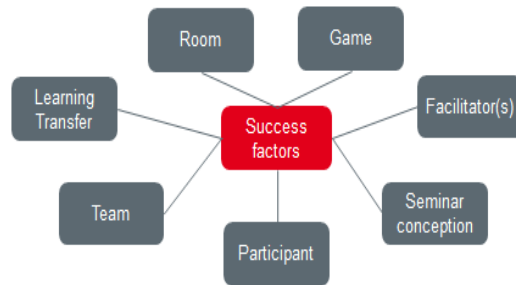 Room
Game
Learning
Transfer
Facilitator(s)
Success
factors
Team
Seminar
conception
Participant